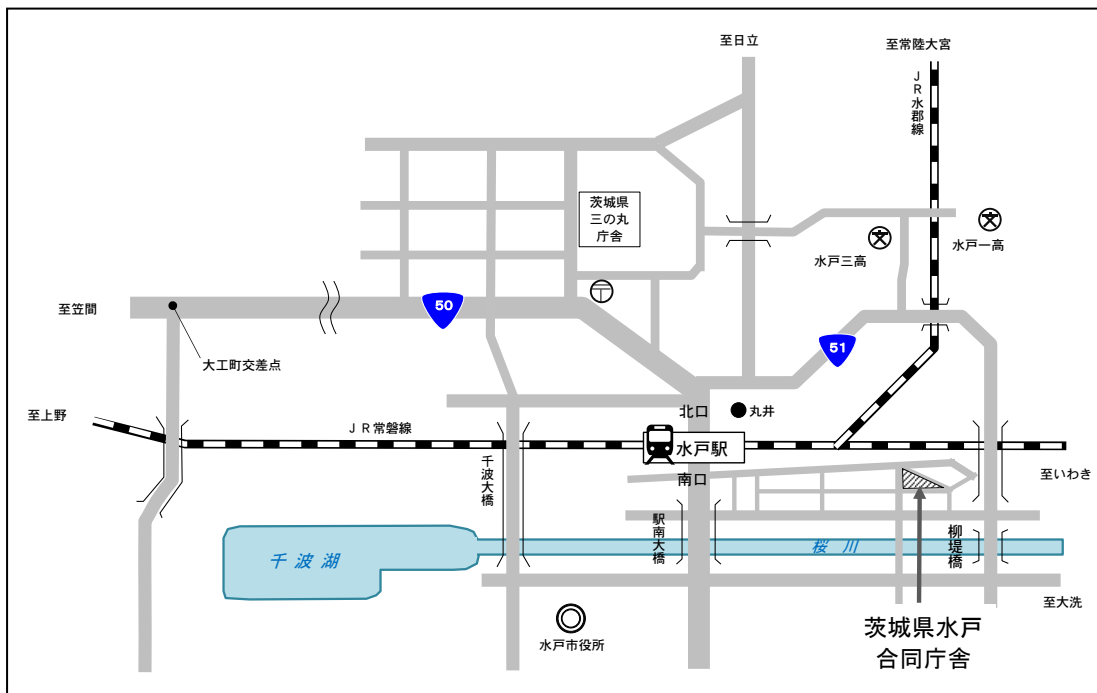 至日立
至常陸大宮
JR水郡線
茨城県
三の丸
庁舎
水戸三高
水戸一高
至笠間
50
51
大工町交差点
至上野
JR常磐線
北口
丸井
水戸駅
南口
至いわき
千波大橋
駅南大橋
柳堤橋
千波湖
桜川
至大洗
水戸市役所
茨城県水戸
合同庁舎